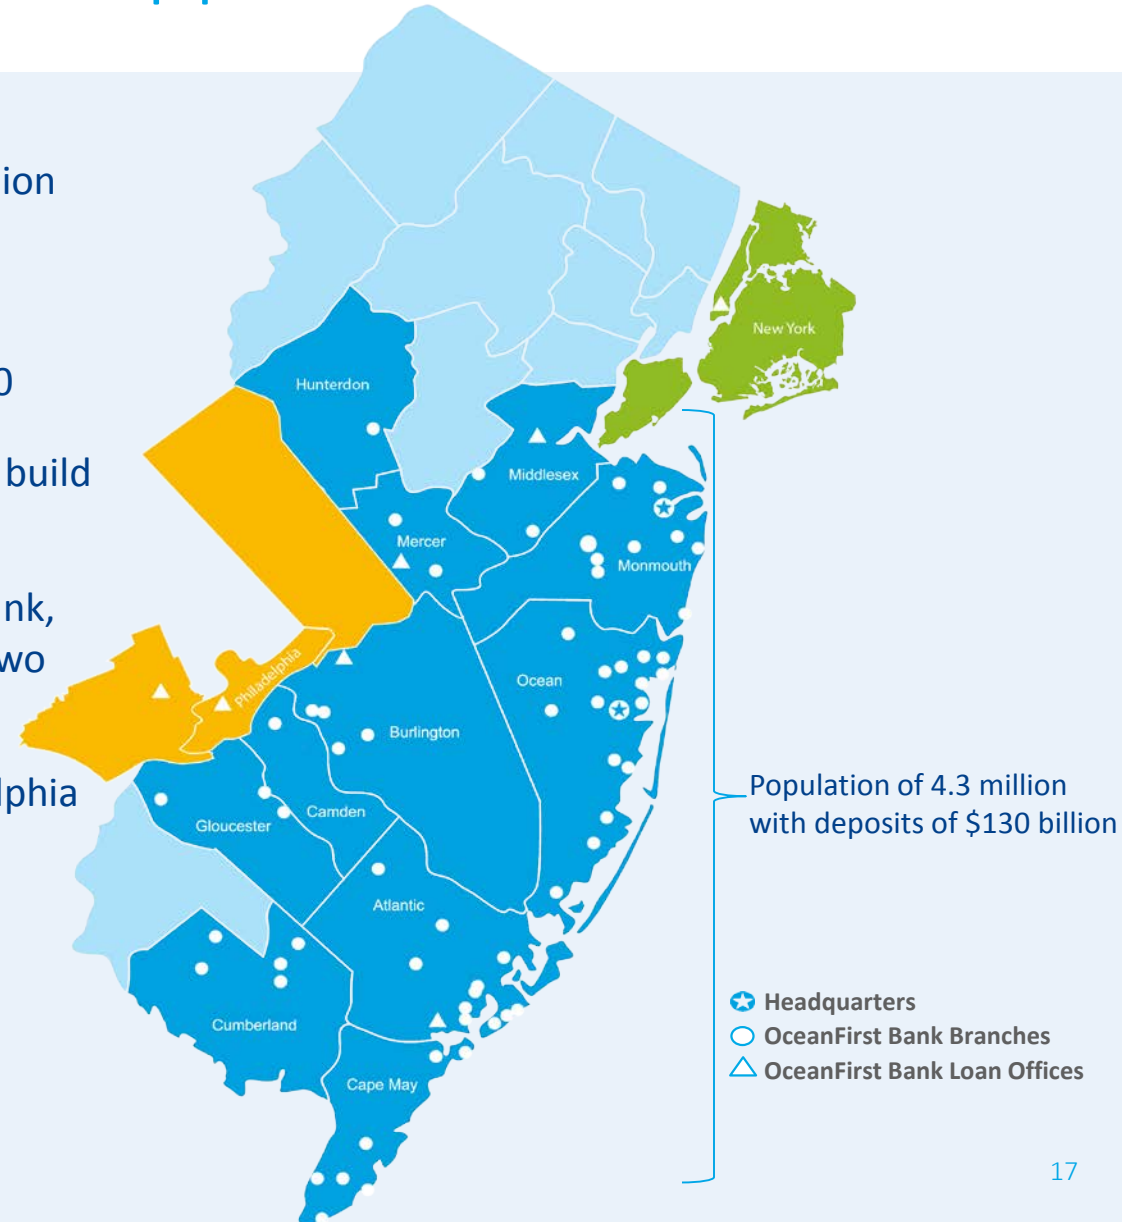 ion
0
build
nk,
wo
lphia
New York
Hunterdon
Middlesex
Mercer
Monmouth
Philadelphia
Ocean
Burlington
Camden
Gloucester
Atlantic
Cumberland
Cape May
Population of 4.3 million
with deposits of $130 billion
Headquarters
OceanFirst Bank Branches
OceanFirst Bank Loan Offices
17